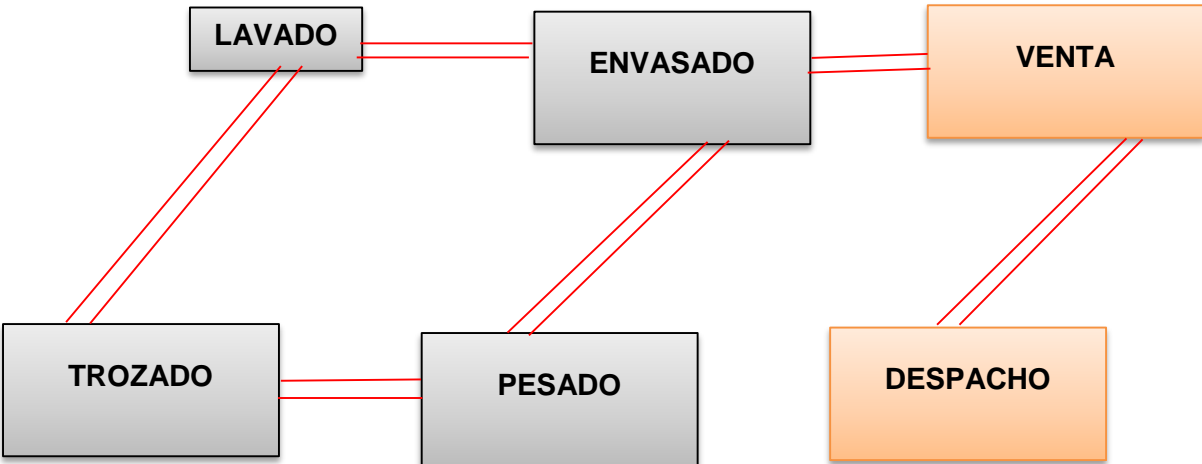 LAVADO
ENVASADO
VENTA
TROZADO
PESADO
DESPACHO